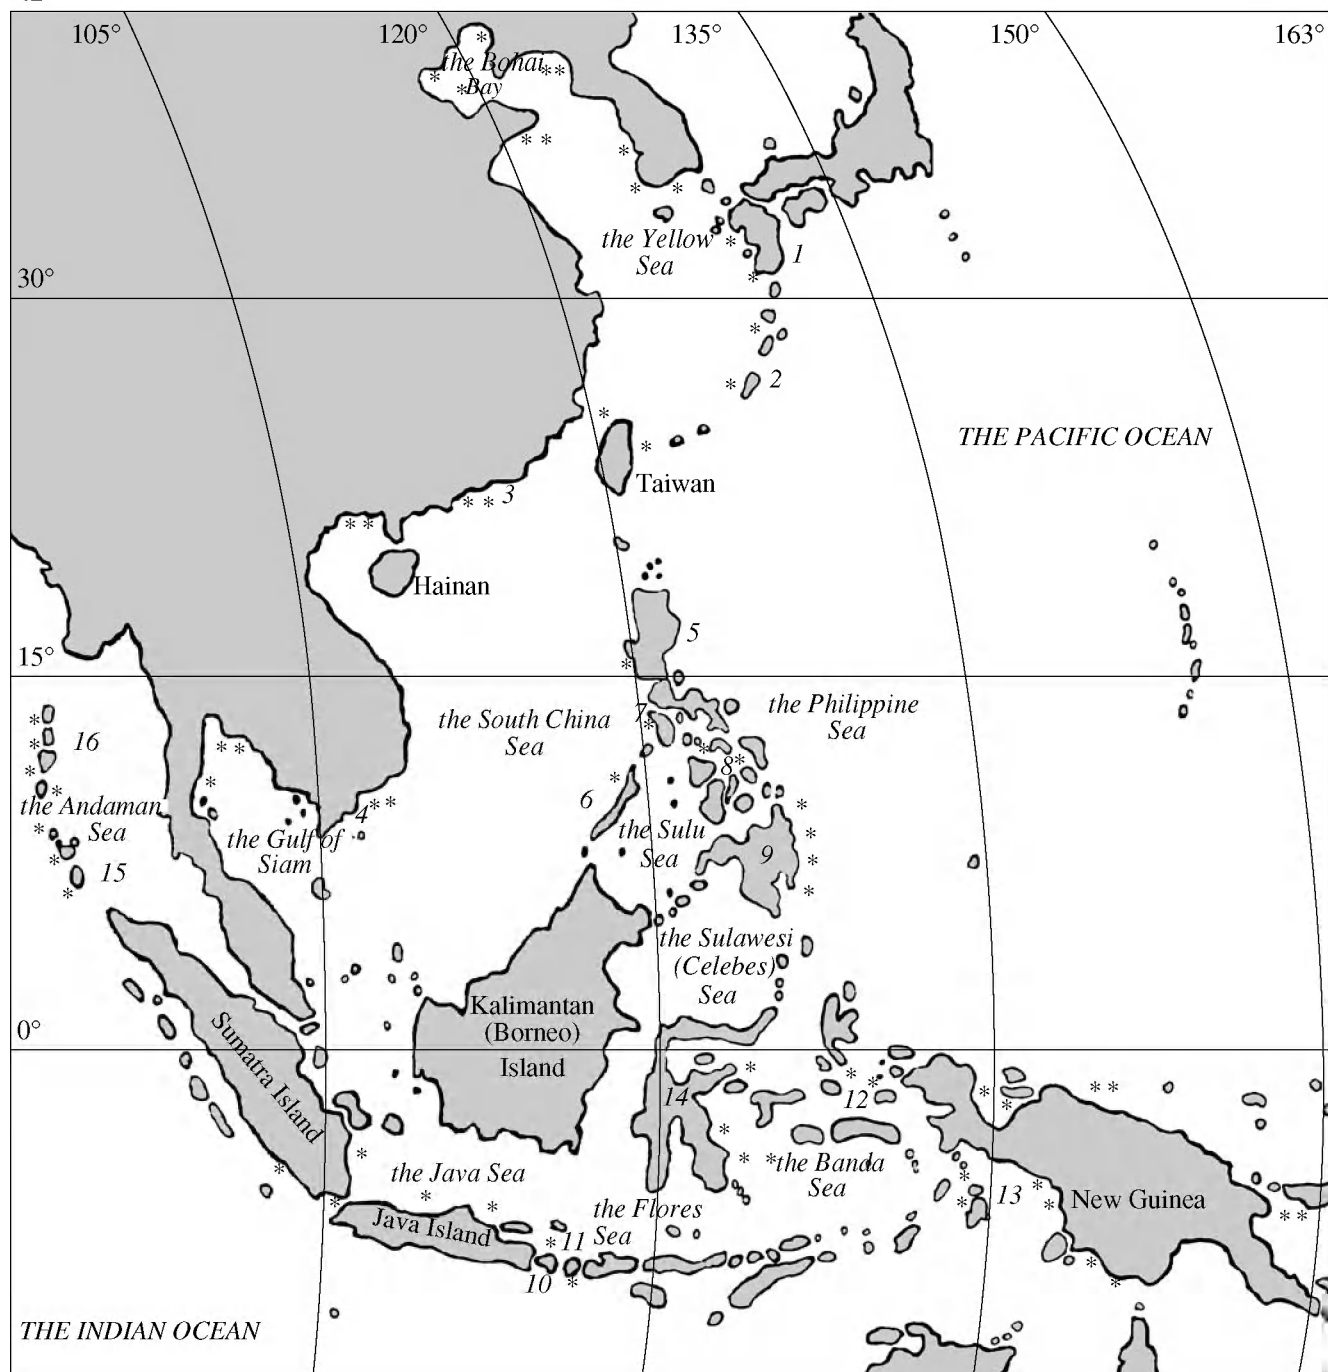 105°
120°
135°
150°
163°
the Bohai
Bay
the Yellow
Sea
1
30°
2
THE PACIFIC OCEAN
Taiwan
3
Hainan
5
15°
the South China
Sea
7
the Philippine
Sea
16
8
the Andaman
Sea
4
6
the Gulf of
Siam
the Sulu
Sea
9
15
the Sulawesi
(Celebes)
Sea
Kalimantan
(Borneo)
Island
0°
Sumatra Island
14
12
the Java Sea
the Banda
Sea
13
New Guinea
Java Island
the Flores
Sea
11
10
THE INDIAN OCEAN